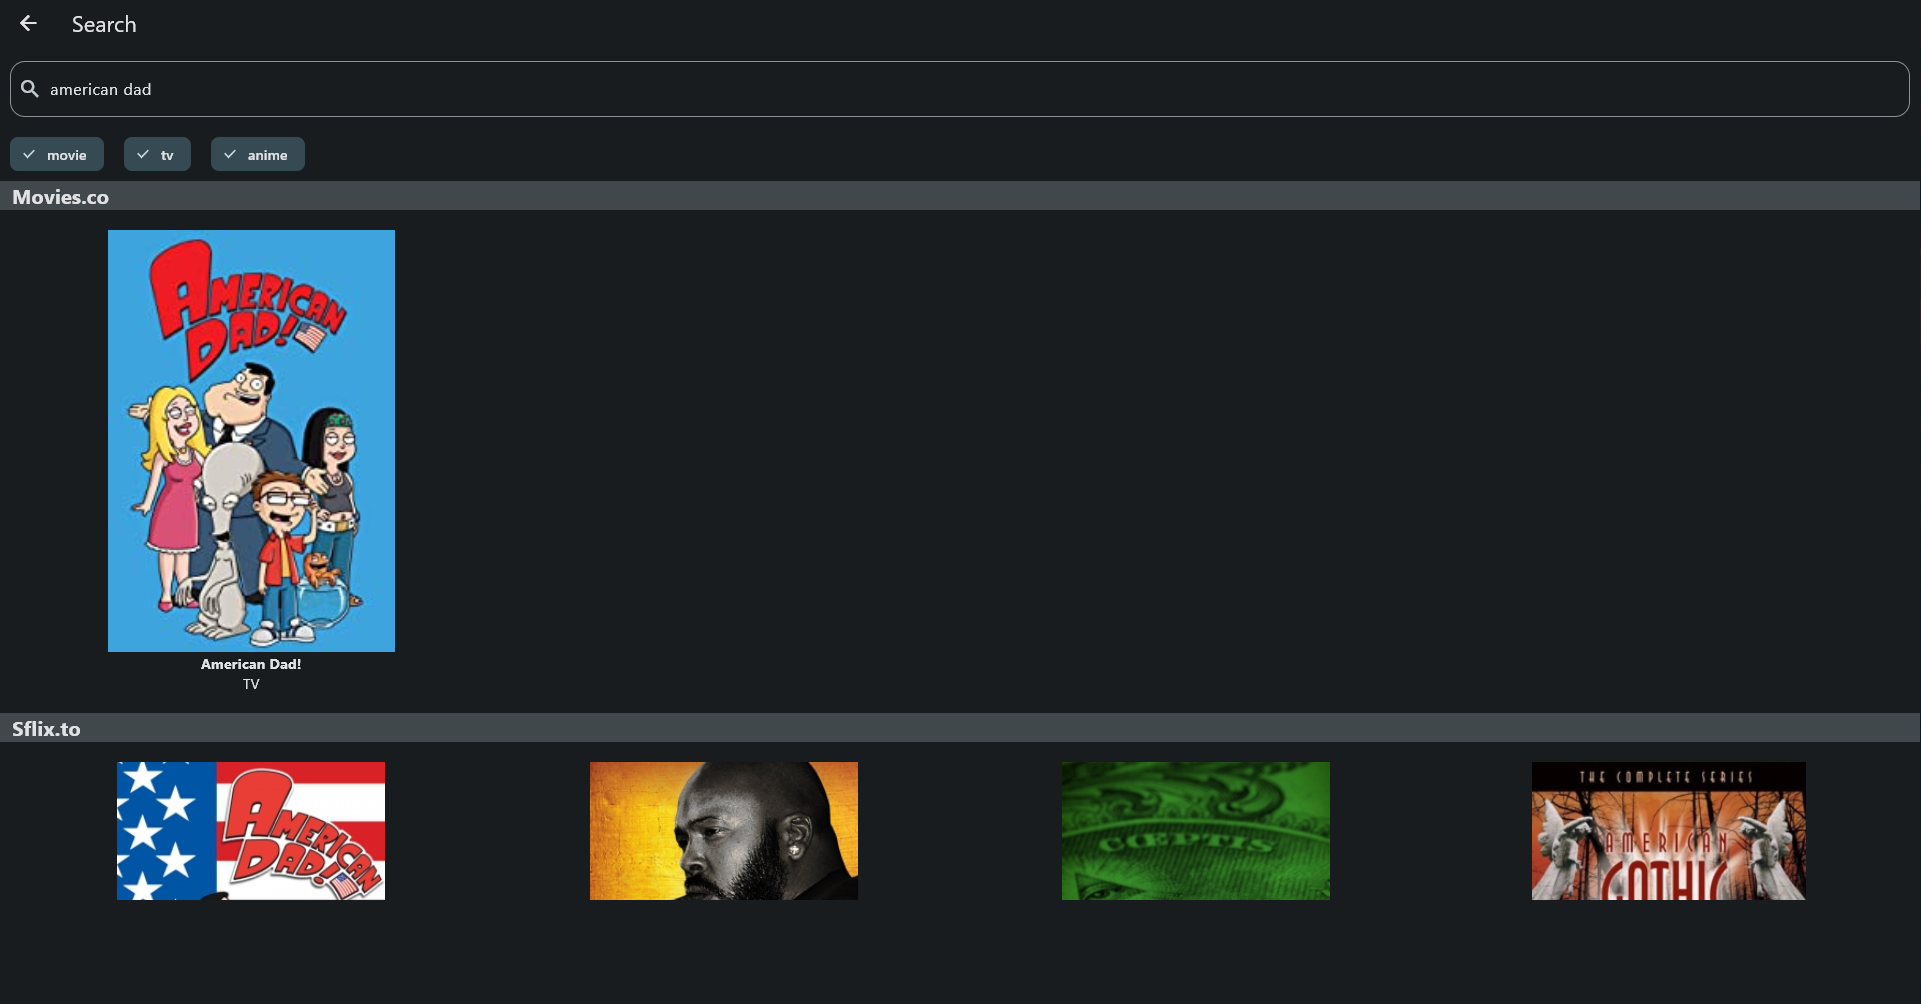 Search
american dad
movie
tv
anime
Movies.co
AMERICAN
DAD!
American Dad!
TV
Sflix.to
AMERICAN
DAD!
CŒPTIS
THE COMPLETE SERIES
AMERICAN
GOTHIC